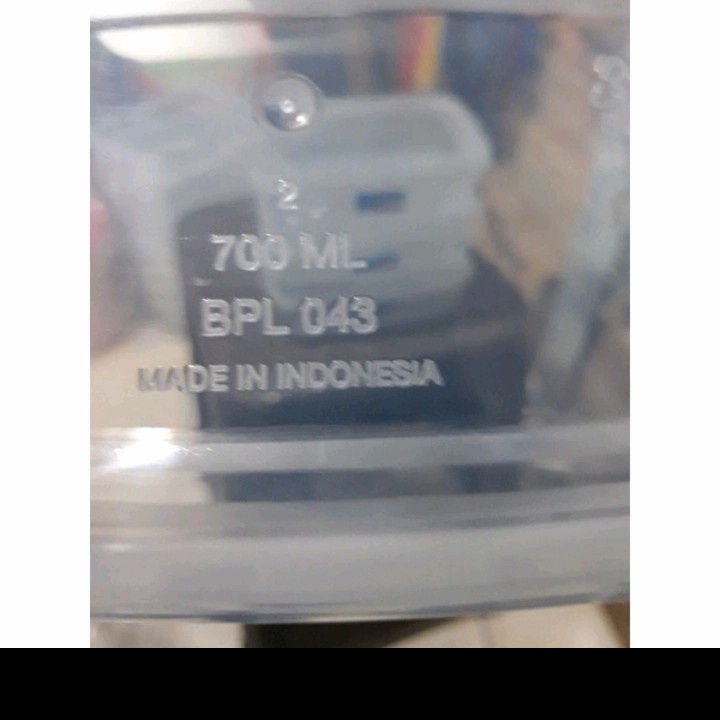 2
700 ML
BPL 043
MADE IN INDONESIA